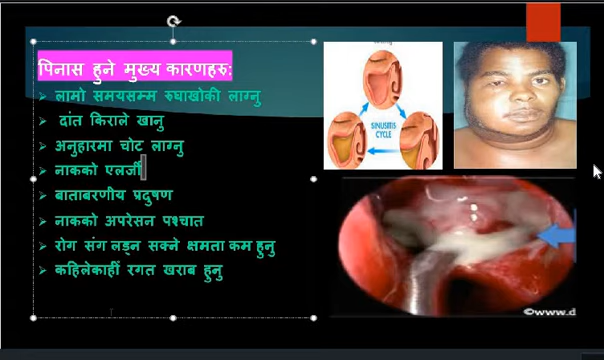 पिनास हुने मुख्य कारणहरु:
लामो समयसम्म रुघाखोकी लाग्नु
दांत किराले खानु
अनुहारमा चोट लाग्नु
नाकको एलर्जी
बाताबरणीय प्रदुषण
नाकको अपरेसन पश्चात
रोग संग लड्न सक्ने क्षमता कम हुनु
कहिलेकाहीं रगत खराब हुनु
SINUSITIS
CYCLE
©www.d